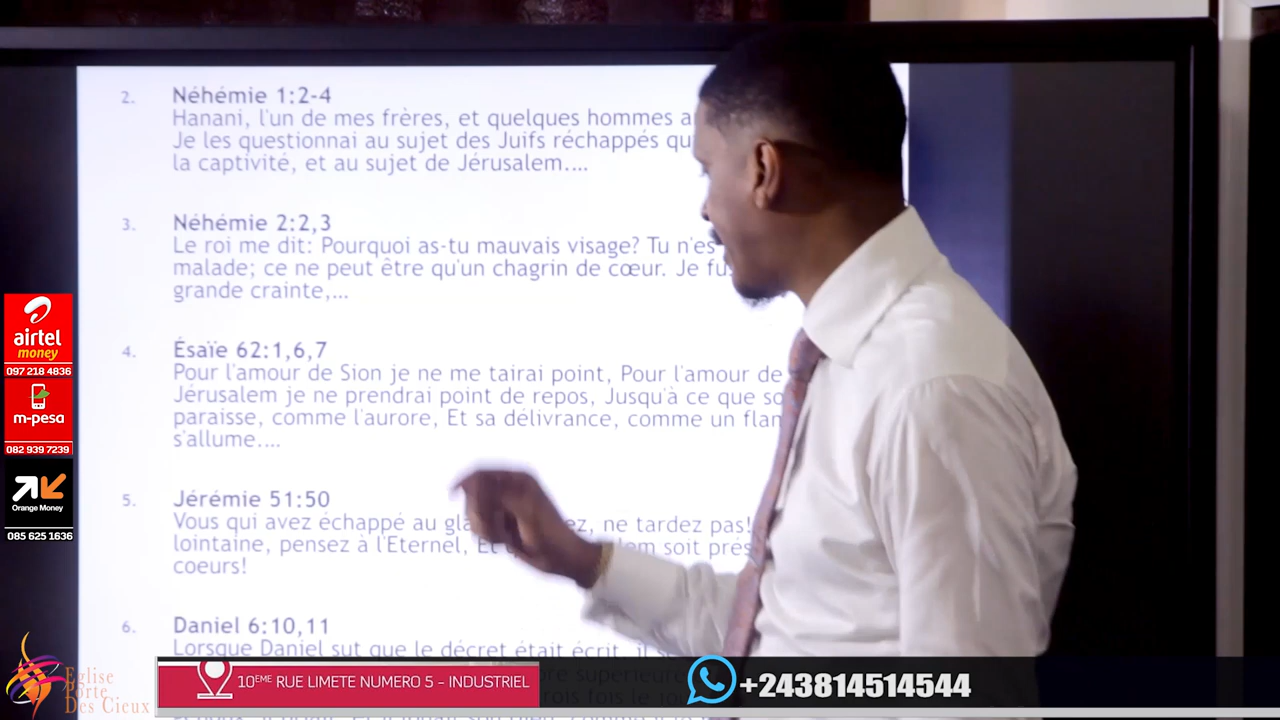 2. Néhémie 1:2-4
Hanani, l'un de mes frères, et quelques hommes
Je les questionnai au sujet des Juifs réchappés
la captivité, et au sujet de Jérusalem....
3. Néhémie 2:2,3
Le roi me dit: Pourquoi as-tu mauvais visage? Tu n'es
malade; ce ne peut être qu'un chagrin de cœur. Je
grande crainte,...
4. Ésaïe 62:1,6,7
Pour l'amour de Sion je ne me tairai point, Pour l'amour de
Jérusalem je ne prendrai point de repos, Jusqu'à ce que
paraisse, comme l'aurore, Et sa délivrance, comme un
s'allume....
5. Jérémie 51:50
Vous qui avez échappé au ne tardez pas!
lointaine, pensez à l'Eternel, Et soit
coeurs!
6. Daniel 6:10,11
Lorsque Daniel sut que le décret était écrit, il
airtel
money
097 218 4836
m-pesa
082 939 7239
Orange Money
085 625 1636
Eglise
Porte
Des Cieux
10EME RUE LIMETE NUMERO 5 - INDUSTRIEL
+243814514544